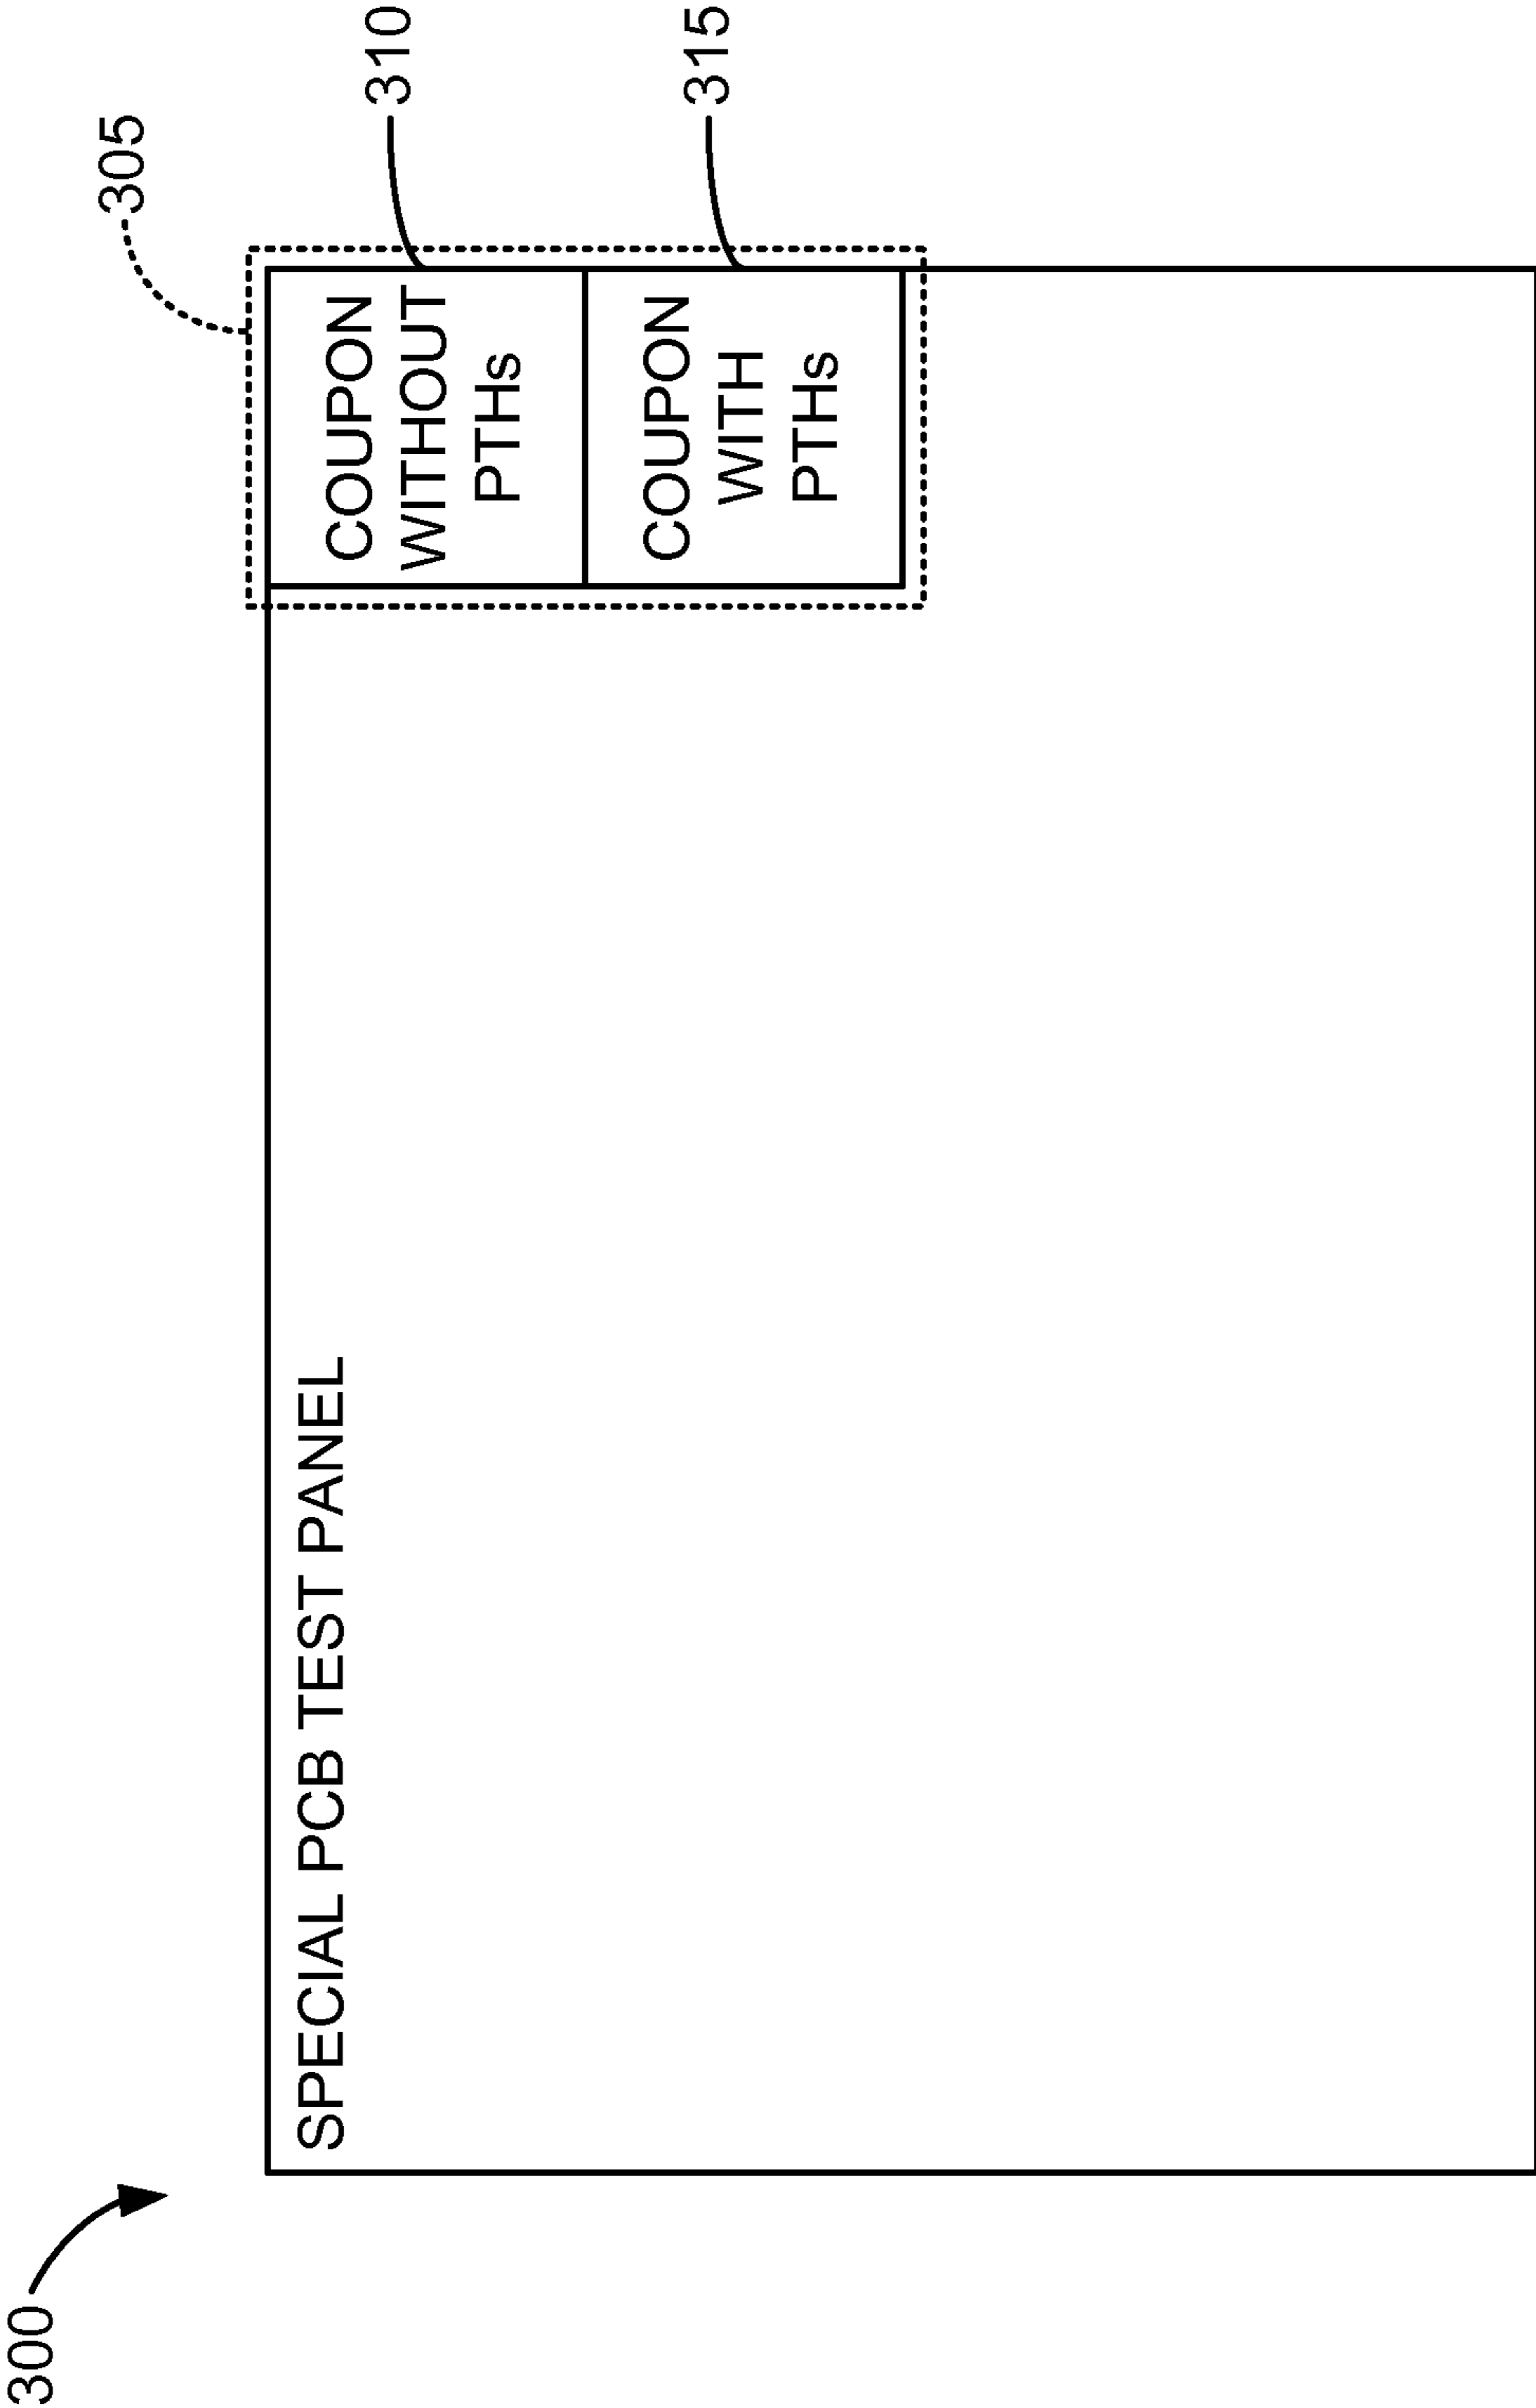 300
305
SPECIAL PCB TEST PANEL
COUPON
WITHOUT
PTHs
310
COUPON
WITH
PTHs
315